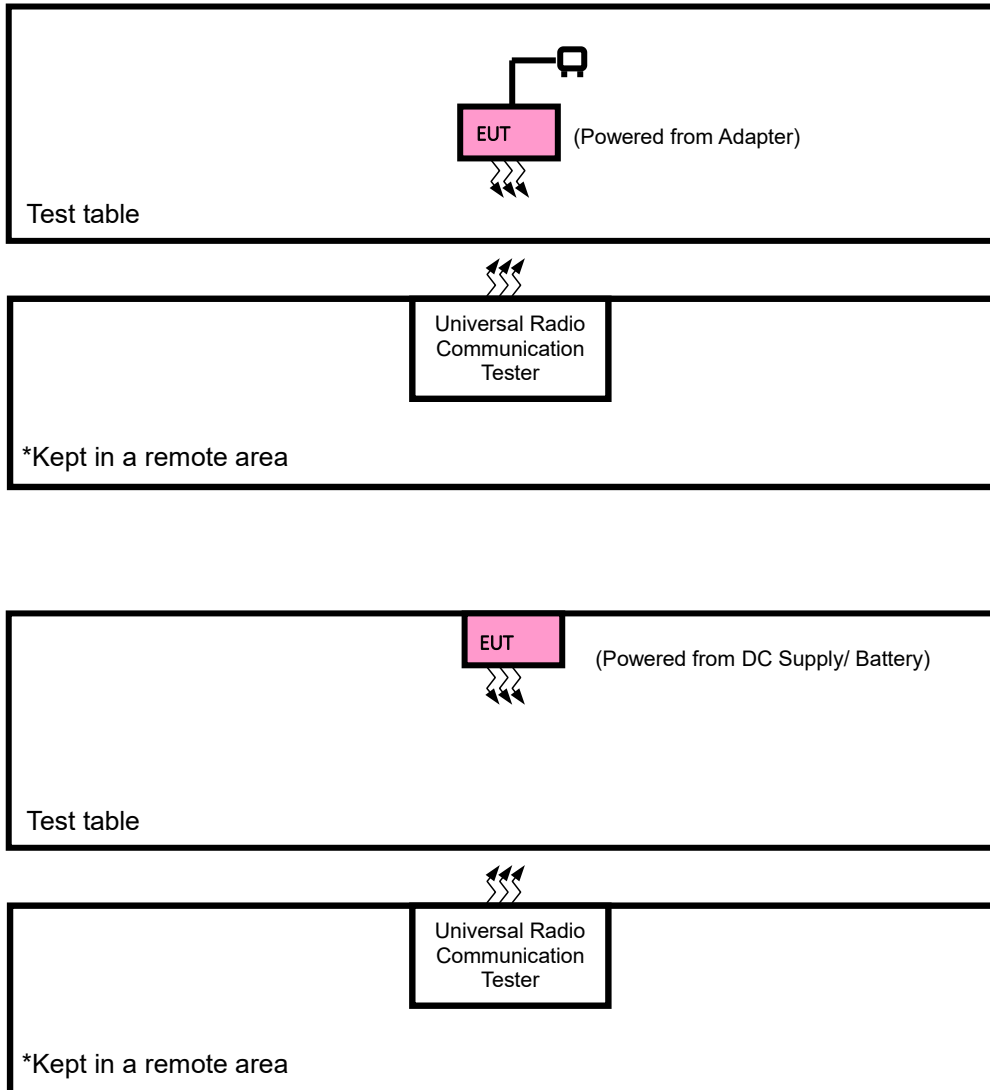 EUT
(Powered from Adapter)
Test table
Universal Radio
Communication
Tester
*Kept in a remote area
EUT
(Powered from DC Supply/ Battery)
Test table
Universal Radio
Communication
Tester
*Kept in a remote area